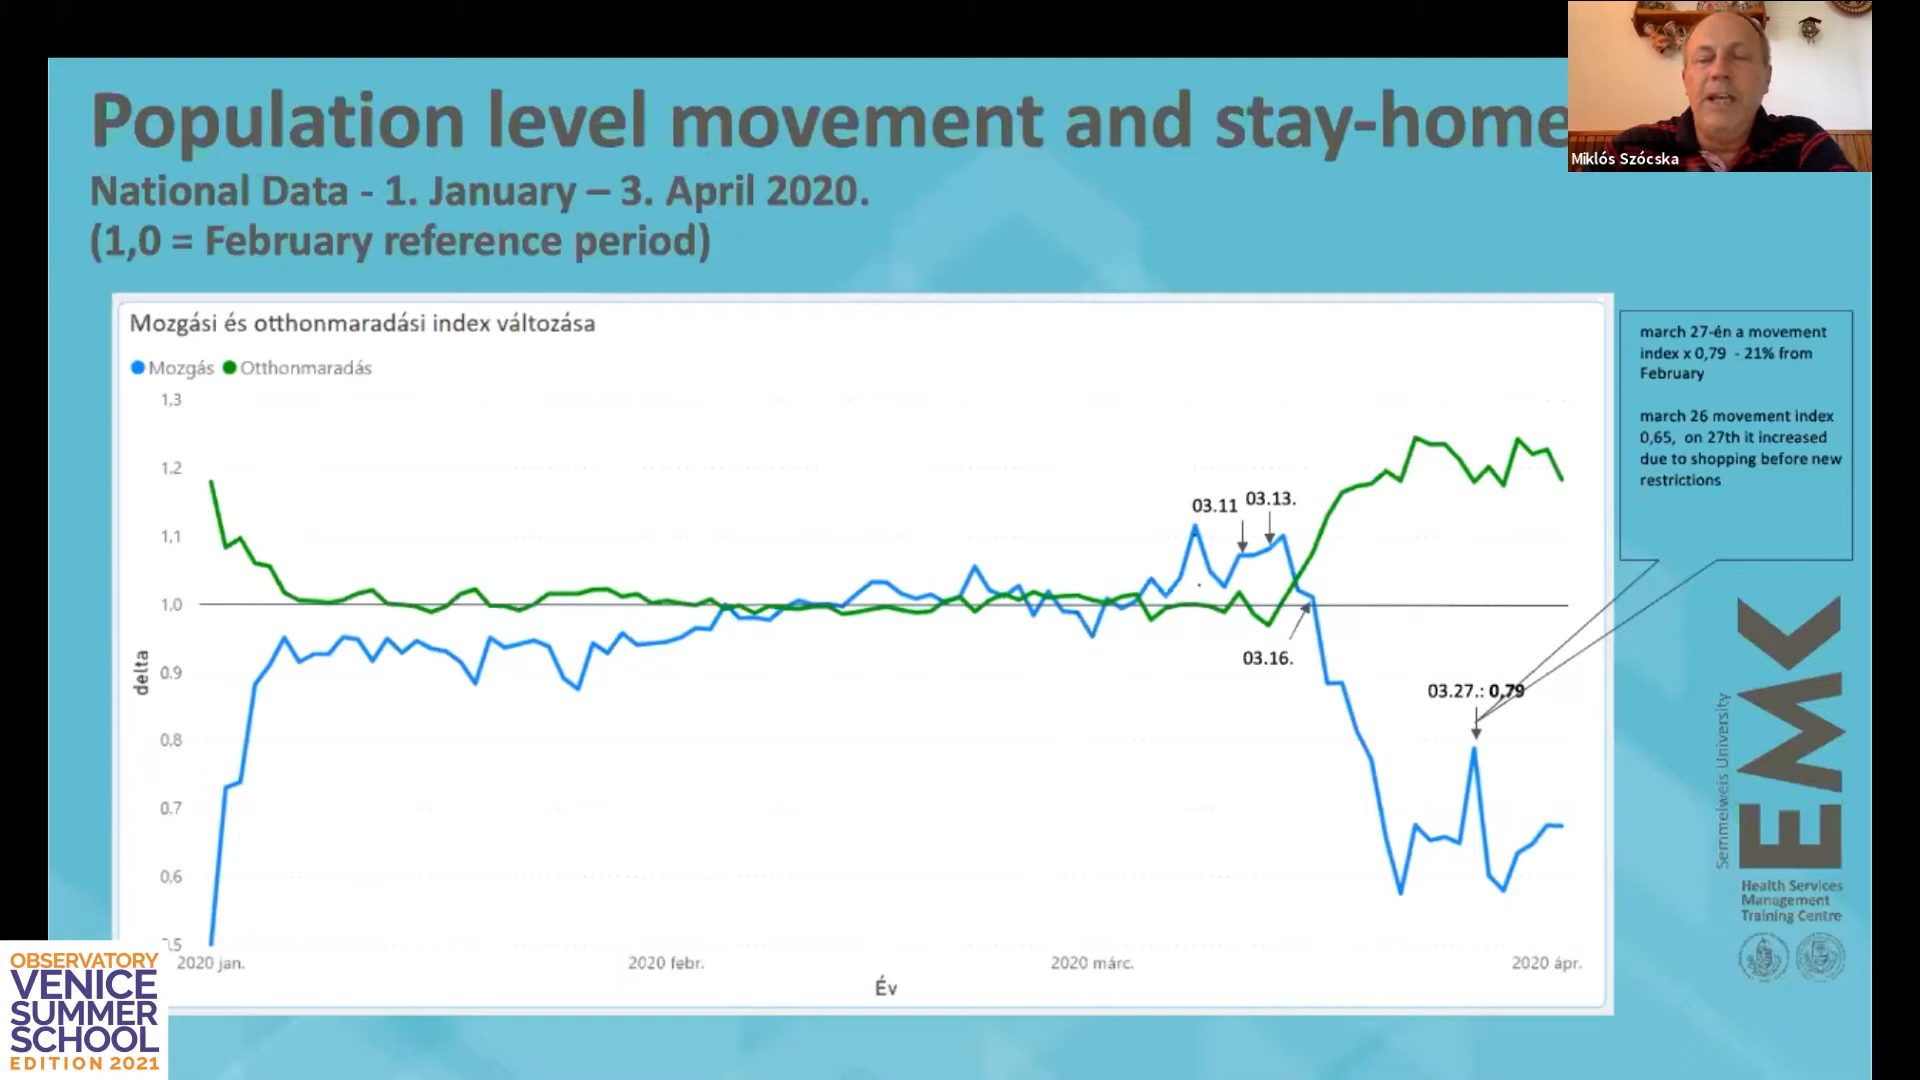 Population level movement and stay-home
National Data - 1. January – 3. April 2020.
(1,0 = February reference period)
Miklós Szócska
Mozgási és otthonmaradási index változása
Mozgás Otthonmaradás
1,3
1,2
1,1
1,0
0,9
0,8
0,7
0,6
delta
03.11
03.13.
03.16.
03.27.: 0,79
2020 jan.
2020 febr.
2020 márc.
2020 ápr.
Év
march 27-én a movement
index x 0,79 - 21% from
February
march 26 movement index
0,65, on 27th it increased
due to shopping before new
restrictions
Semmelweis University
EMK
Health Services
Management
Training Centre
OBSERVATORY
VENICE
SUMMER
SCHOOL
EDITION 2021